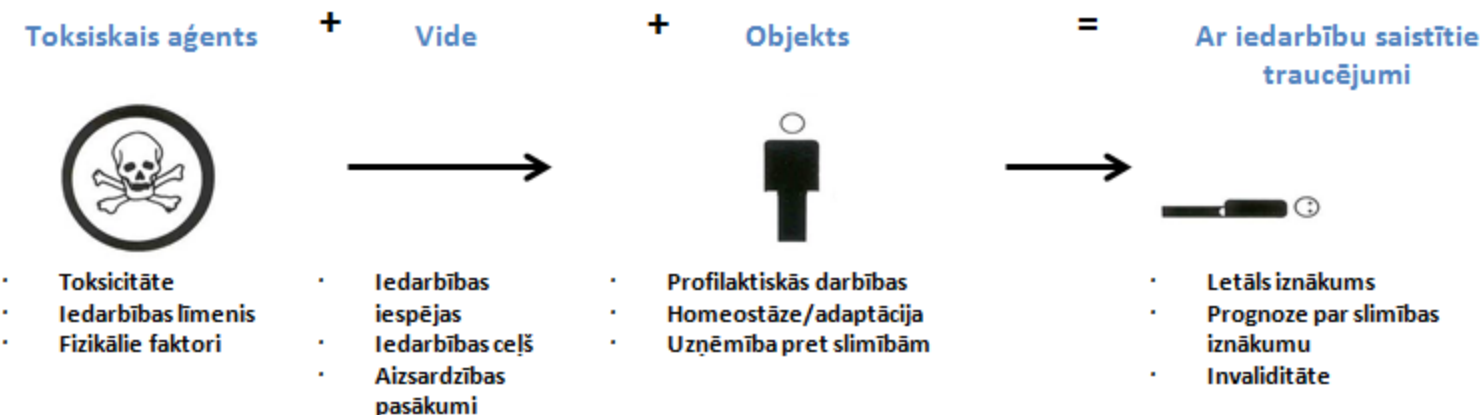 Toksiskais aģents + Vide + Objekts = Ar iedarbību saistītie
traucējumi
· Toksicitāte
· Iedarbības līmenis
· Fizikālie faktori
· Iedarbības
iespējas
· Iedarbības ceļš
· Aizsardzības
pasākumi
· Profilaktiskās darbības
· Homeostāze/adaptācija
· Uzņēmība pret slimībām
· Letāls iznākums
· Prognoze par slimības
iznākumu
· Invaliditāte